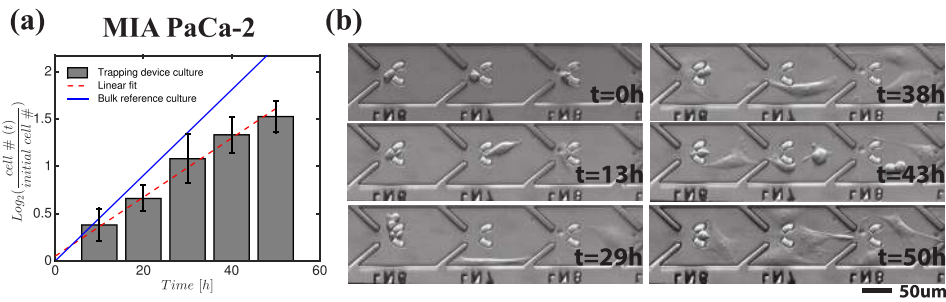 (a)
MIA PaCa-2
Log₂(cell # (t) / initial cell #)
2
1.5
1
0.5
0
0 20 40 60
Time [h]
Trapping device culture
Linear fit
Bulk reference culture
(b)
t=0h
t=13h
t=29h
t=38h
t=43h
t=50h
50um